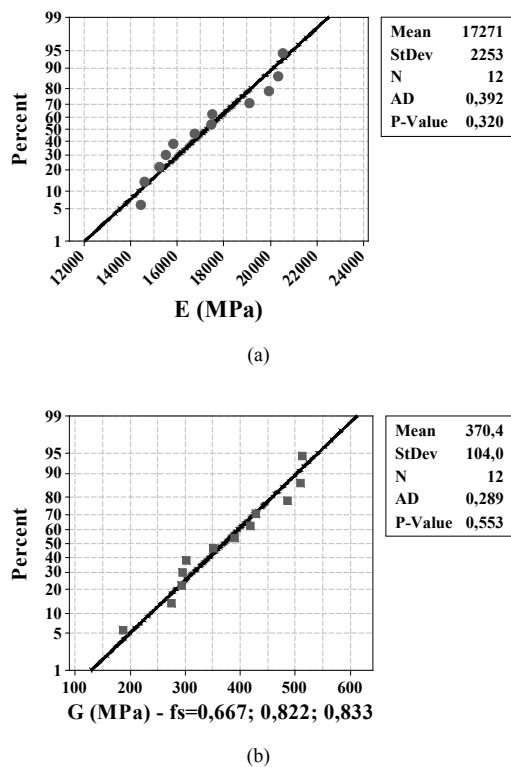 99
95
90
80
70
60
50
40
30
20
10
5
1
Percent
12000 14000 16000 18000 20000 22000 24000
E (MPa)
Mean 17271
StDev 2253
N 12
AD 0,392
P-Value 0,320
(a)
99
95
90
80
70
60
50
40
30
20
10
5
1
Percent
100 200 300 400 500 600
G (MPa) - fs=0,667; 0,822; 0,833
Mean 370,4
StDev 104,0
N 12
AD 0,289
P-Value 0,553
(b)